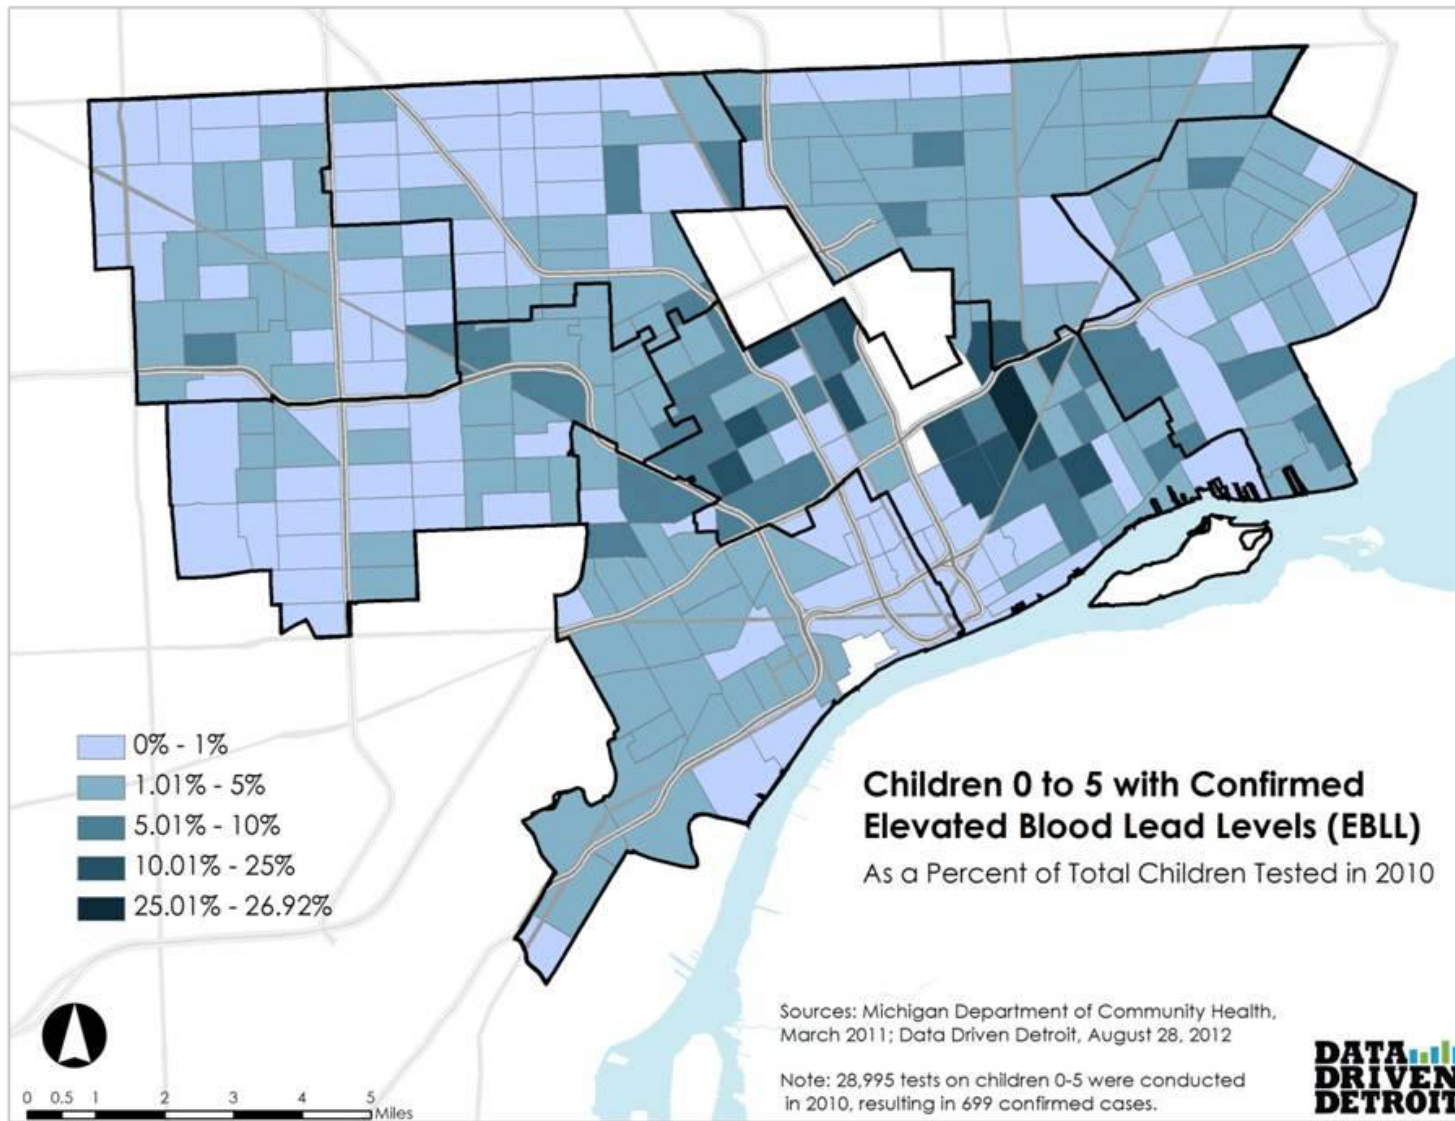 0% - 1%
1.01% - 5%
5.01% - 10%
10.01% - 25%
25.01% - 26.92%
Children 0 to 5 with Confirmed
Elevated Blood Lead Levels (EBLL)
As a Percent of Total Children Tested in 2010
Sources: Michigan Department of Community Health,
March 2011; Data Driven Detroit, August 28, 2012
Note: 28,995 tests on children 0-5 were conducted
in 2010, resulting in 699 confirmed cases.
0 0.5 1 2 3 4 5
Miles
DATA
DRIVEN
DETROIT